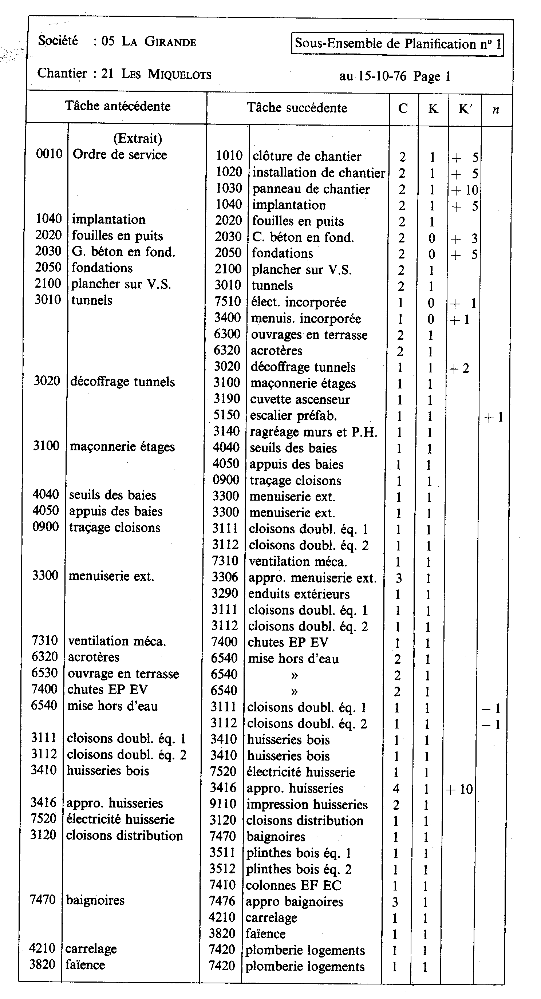 Société : 05 LA GIRANDE
Sous-Ensemble de Planification nº 1
Chantier : 21 LES MIQUELOTS
au 15-10-76 Page 1
Tâche antécédente Tâche succédente C K K′ n
(Extrait)
0010 Ordre de service 1010 clôture de chantier 2 1 + 5
1020 installation de chantier 2 1 + 5
1030 panneau de chantier 2 1 + 10
1040 implantation 2 1 + 5
1040 implantation 2020 fouilles en puits 2 1
2020 fouilles en puits 2030 C. béton en fond. 2 0 + 3
2030 G. béton en fond. 2050 fondations 2 0 + 5
2050 fondations 2100 plancher sur V.S. 2 1
2100 plancher sur V.S. 3010 tunnels 2 1
3010 tunnels 7510 élect. incorporée 1 0 + 1
3400 menuis. incorporée 1 0 + 1
6300 ouvrages en terrasse 2 1
6320 acrotères 2 1
3020 décoffrage tunnels 1 1 + 2
3020 décoffrage tunnels 3100 maçonnerie étages 1 1
3190 cuvette ascenseur 1 1
5150 escalier préfab. 1 1 + 1
3140 ragréage murs et P.H. 1 1
3100 maçonnerie étages 4040 seuils des baies 1 1
4050 appuis des baies 1 1
0900 traçage cloisons 1 1
4040 seuils des baies 3300 menuiserie ext. 1 1
4050 appuis des baies 3300 menuiserie ext. 1 1
0900 traçage cloisons 3111 cloisons doubl. éq. 1 1 1
3112 cloisons doubl. éq. 2 1 1
7310 ventilation méca. 1 1
3300 menuiserie ext. 3306 appro. menuiserie ext. 3 1
3290 enduits extérieurs 1 1
3111 cloisons doubl. éq. 1 1 1
3112 cloisons doubl. éq. 2 1 1
7310 ventilation méca. 7400 chutes EP EV 1 1
6320 acrotères 6540 mise hors d'eau 2 1
6530 ouvrage en terrasse 6540 » 2 1
7400 chutes EP EV 6540 » 2 1
6540 mise hors d'eau 3111 cloisons doubl. éq. 1 1 1 − 1
3112 cloisons doubl. éq. 2 1 1 − 1
3111 cloisons doubl. éq. 1 3410 huisseries bois 1 1
3112 cloisons doubl. éq. 2 3410 huisseries bois 1 1
3410 huisseries bois 7520 électricité huisserie 1 1
3416 appro. huisseries 4 1 + 10
3416 appro. huisseries 9110 impression huisseries 2 1
7520 électricité huisserie 3120 cloisons distribution 1 1
3120 cloisons distribution 7470 baignoires 1 1
3511 plinthes bois éq. 1 1 1
3512 plinthes bois éq. 2 1 1
7410 colonnes EF EC 1 1
7470 baignoires 7476 appro baignoires 3 1
4210 carrelage 1 1
3820 faïence 1 1
4210 carrelage 7420 plomberie logements 1 1
3820 faïence 7420 plomberie logements 1 1